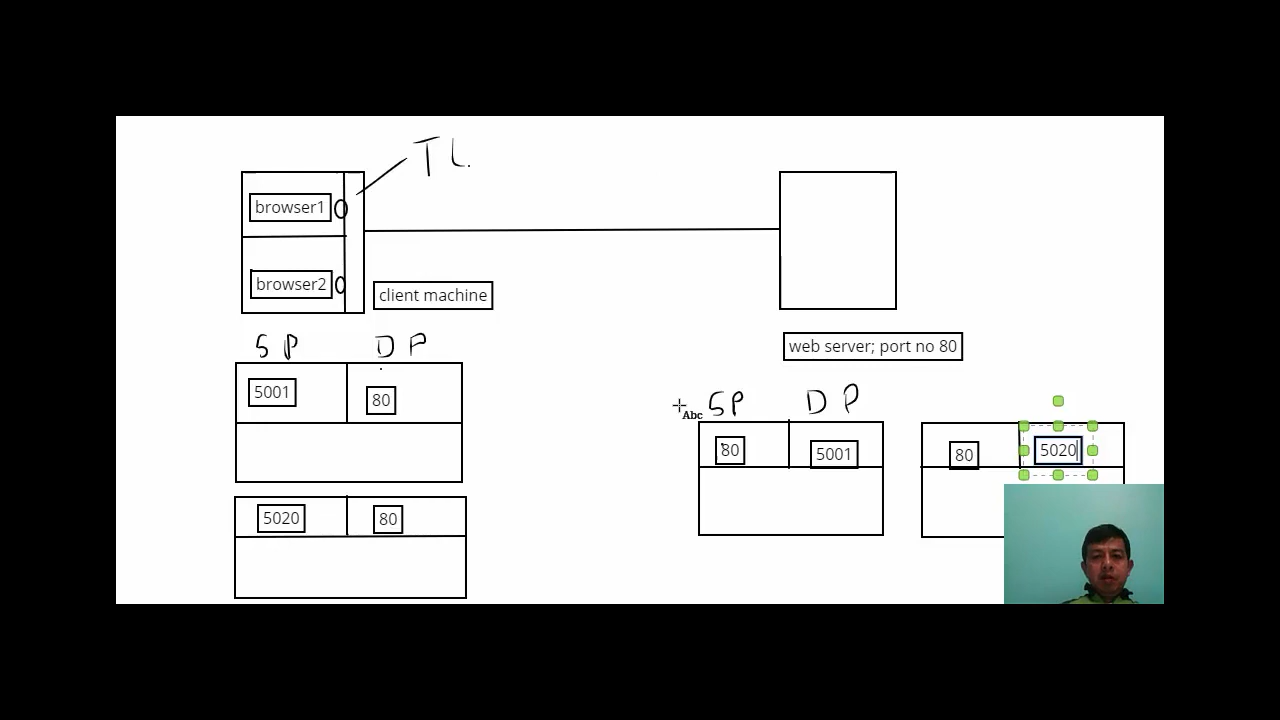 TL.
browser1
browser2
client machine
web server; port no 80
SP DP
5001 80
5020 80
Abc
SP DP
80 5001
80 5020